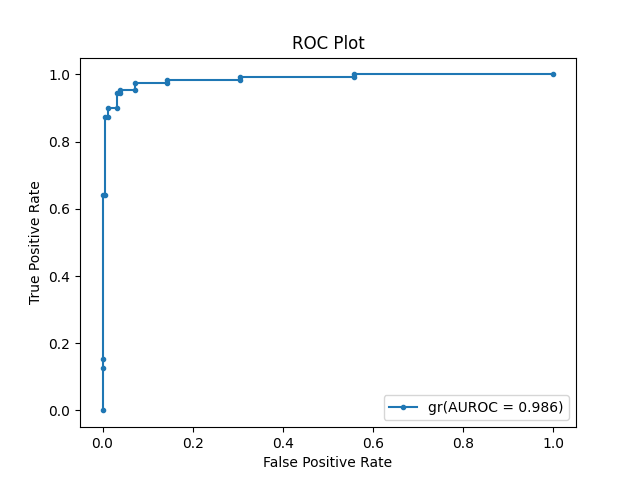 ROC Plot
True Positive Rate
1.0
0.8
0.6
0.4
0.2
0.0
gr(AUROC = 0.986)
0.0 0.2 0.4 0.6 0.8 1.0
False Positive Rate